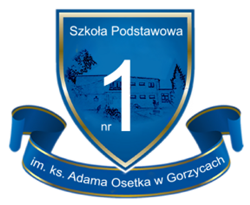 Szkoła Podstawowa
nr 1
im. ks. Adama Osetka w Gorzycach